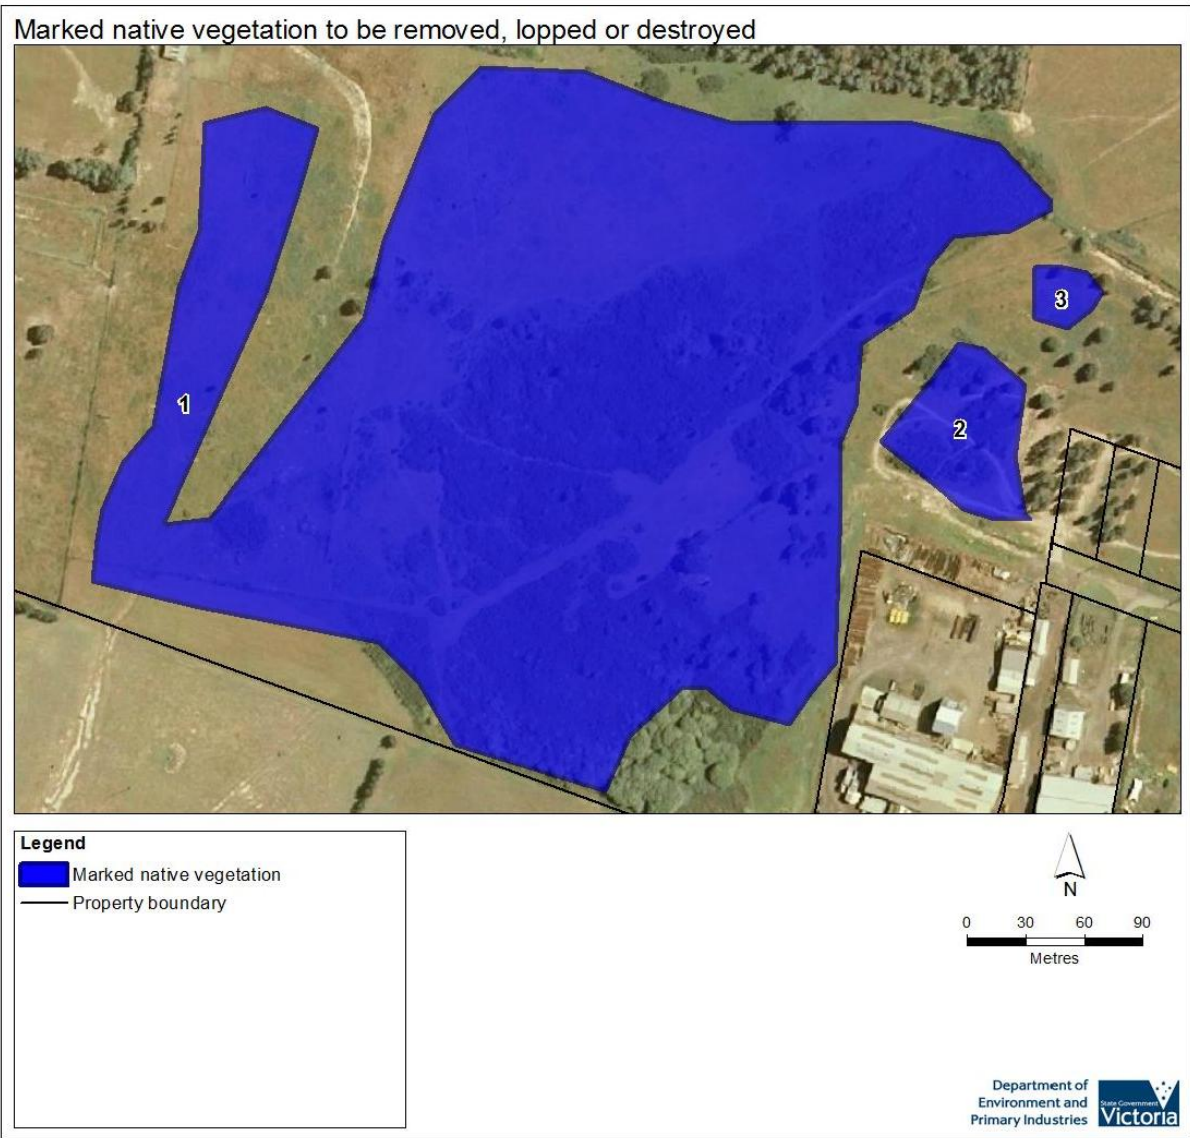 Marked native vegetation to be removed, lopped or destroyed
1
3
2
Legend
Marked native vegetation
Property boundary
N
0 30 60 90
Metres
Department of
Environment and
Primary Industries
State Government
Victoria